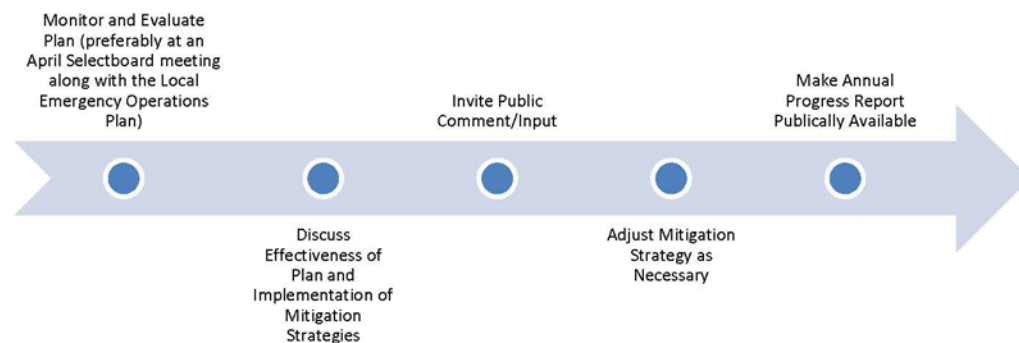 Monitor and Evaluate
Plan (preferably at an
April Selectboard meeting
along with the Local
Emergency Operations
Plan)
Discuss
Effectiveness of
Plan and
Implementation of
Mitigation
Strategies
Invite Public
Comment/Input
Adjust Mitigation
Strategy as
Necessary
Make Annual
Progress Report
Publically Available